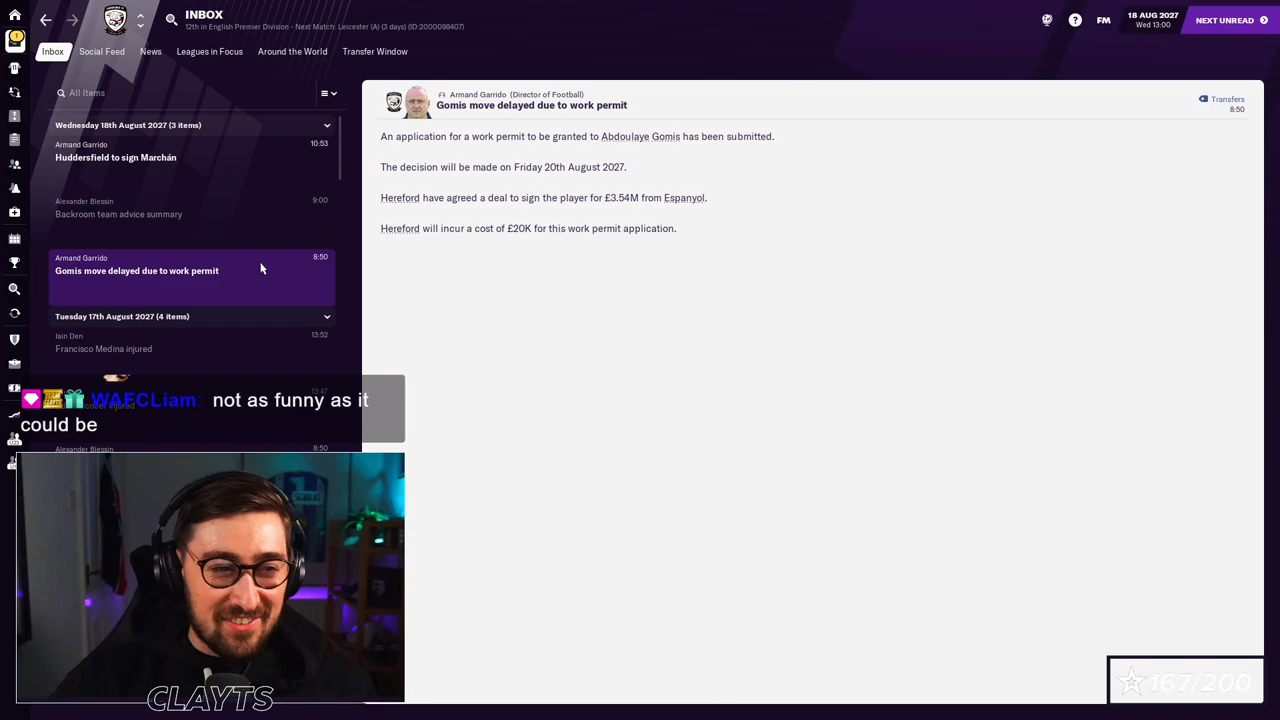 INBOX
12th in English Premier Division - Next Match: Leicester (A) (3 days) (ID:2000098407)
FM
18 AUG 2027
Wed 13:00
NEXT UNREAD
1
Inbox
Social Feed
News
Leagues in Focus
Around the World
Transfer Window
All Items
Wednesday 18th August 2027 (3 items)
Armand Garrido
10:53
Huddersfield to sign Marchán
Alexander Blessin
9:00
Backroom team advice summary
Armand Garrido
8:50
Gomis move delayed due to work permit
Tuesday 17th August 2027 (4 items)
Iain Den
13:52
Francisco Medina injured
13:47
injured
WAFCLiam: not as funny as it
could be
Alexander Blessin
8:50
Armand Garrido (Director of Football)
Gomis move delayed due to work permit
Transfers
8:50
An application for a work permit to be granted to Abdoulaye Gomis has been submitted.
The decision will be made on Friday 20th August 2027.
Hereford have agreed a deal to sign the player for £3.54M from Espanyol.
Hereford will incur a cost of £20K for this work permit application.
CLAYTS
167/200